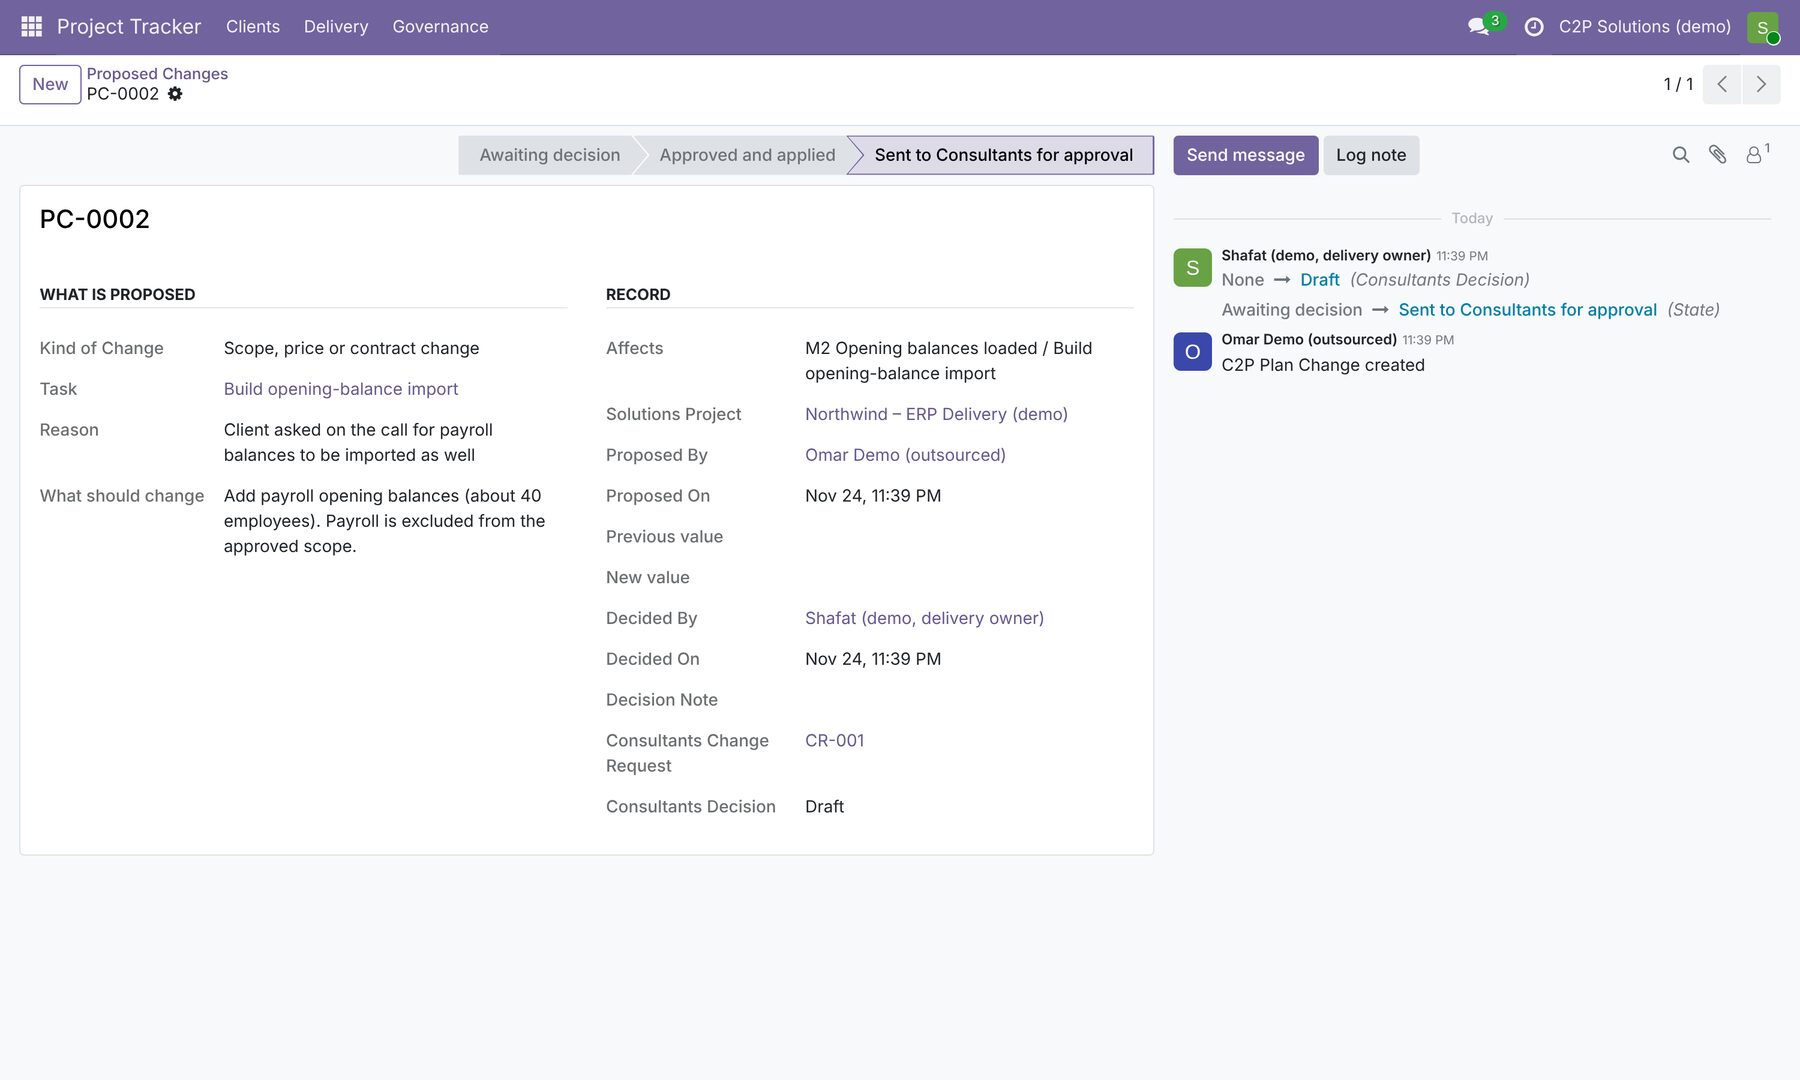 Project Tracker Clients Delivery Governance 3 C2P Solutions (demo) S
New Proposed Changes
PC-0002
1 / 1
Awaiting decision Approved and applied Sent to Consultants for approval
Send message Log note 1
PC-0002
WHAT IS PROPOSED
Kind of Change Scope, price or contract change
Task Build opening-balance import
Reason Client asked on the call for payroll
balances to be imported as well
What should change Add payroll opening balances (about 40
employees). Payroll is excluded from the
approved scope.
RECORD
Affects M2 Opening balances loaded / Build
opening-balance import
Solutions Project Northwind – ERP Delivery (demo)
Proposed By Omar Demo (outsourced)
Proposed On Nov 24, 11:39 PM
Previous value
New value
Decided By Shafat (demo, delivery owner)
Decided On Nov 24, 11:39 PM
Decision Note
Consultants Change CR-001
Request
Consultants Decision Draft
Today
S Shafat (demo, delivery owner) 11:39 PM
None → Draft (Consultants Decision)
Awaiting decision → Sent to Consultants for approval (State)
O Omar Demo (outsourced) 11:39 PM
C2P Plan Change created